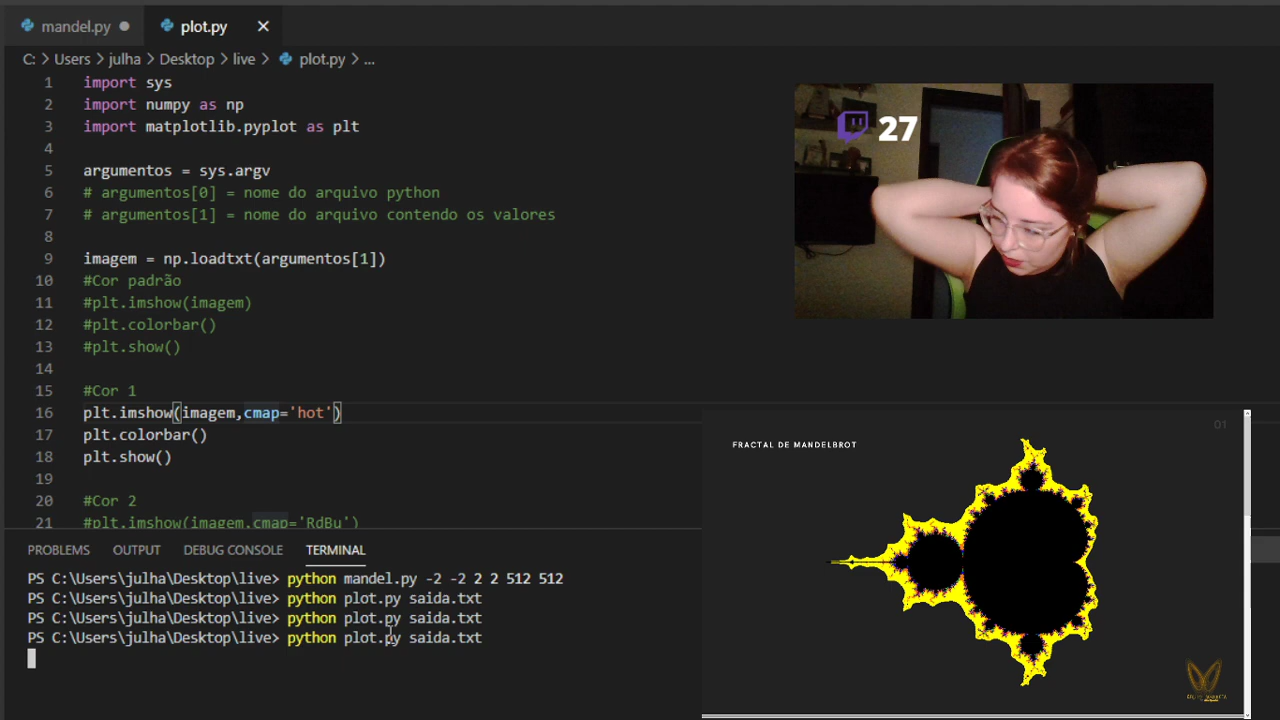 mandel.py
plot.py
C: > Users > julha > Desktop > live > plot.py > ...
1 import sys
2 import numpy as np
3 import matplotlib.pyplot as plt
4
5 argumentos = sys.argv
6 # argumentos[0] = nome do arquivo python
7 # argumentos[1] = nome do arquivo contendo os valores
8
9 imagem = np.loadtxt(argumentos[1])
10 #Cor padrão
11 #plt.imshow(imagem)
12 #plt.colorbar()
13 #plt.show()
14
15 #Cor 1
16 plt.imshow(imagem,cmap='hot')
17 plt.colorbar()
18 plt.show()
19
20 #Cor 2
21 #plt.imshow(imagem,cmap='RdBu')
27
01
FRACTAL DE MANDELBROT
PROBLEMS OUTPUT DEBUG CONSOLE TERMINAL
PS C:\Users\julha\Desktop\live> python mandel.py -2 -2 2 2 512 512
PS C:\Users\julha\Desktop\live> python plot.py saida.txt
PS C:\Users\julha\Desktop\live> python plot.py saida.txt
PS C:\Users\julha\Desktop\live> python plot.py saida.txt